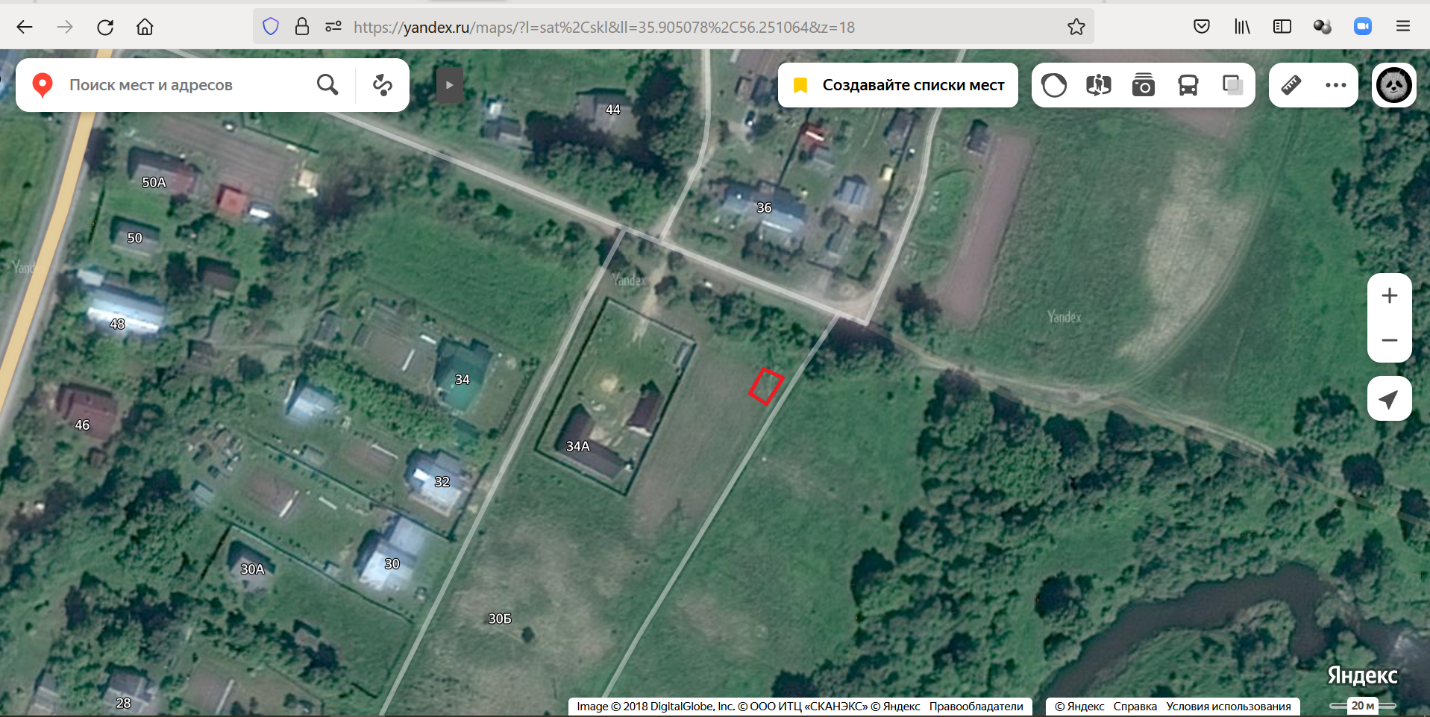 https://yandex.ru/maps/?l=sat%2Cskl&ll=35.905078%2C56.251064&z=18
Поиск мест и адресов
Создавайте списки мест
44
50А
36
50
Yandex
Yandex
48
Yandex
34
46
34А
32
30
30А
30Б
28
Яндекс
Image © 2018 DigitalGlobe, Inc. © ООО ИТЦ «СКАНЭКС» © Яндекс Правообладатели
© Яндекс Справка Условия использования
20 м